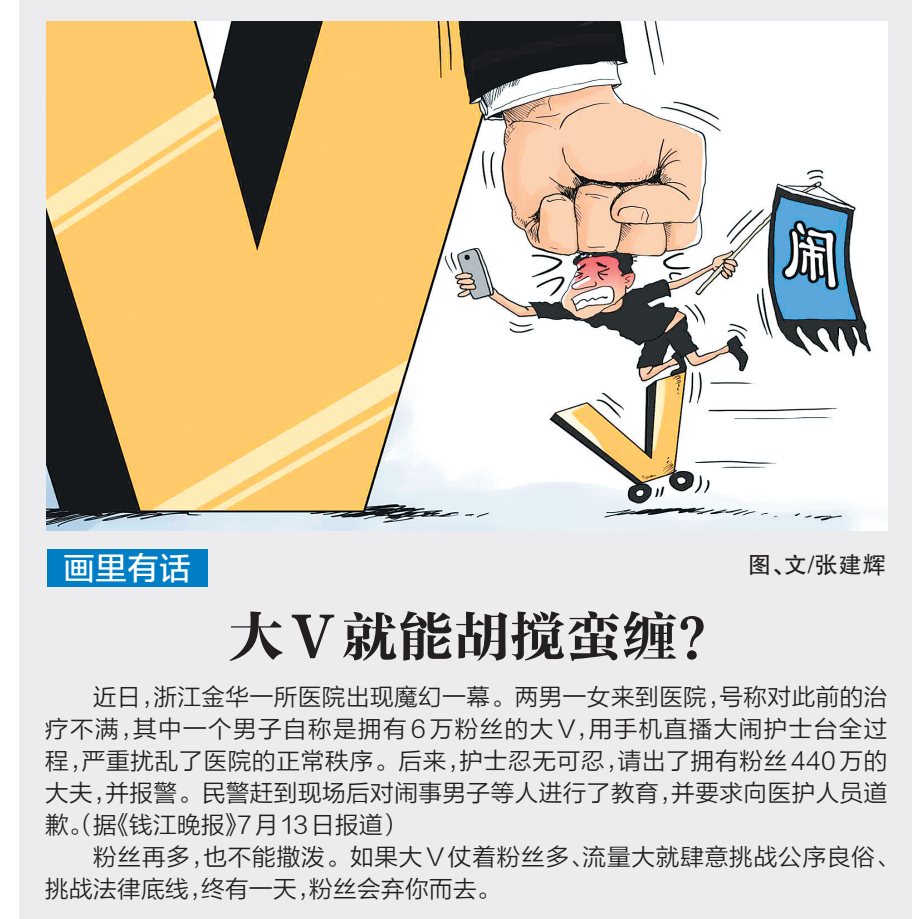 V
闹
V
画里有话
图、文/张建辉
大V就能胡搅蛮缠?
近日,浙江金华一所医院出现魔幻一幕。两男一女来到医院,号称对此前的治
疗不满,其中一个男子自称是拥有6万粉丝的大V,用手机直播大闹护士台全过
程,严重扰乱了医院的正常秩序。后来,护士忍无可忍,请出了拥有粉丝440万的
大夫,并报警。民警赶到现场后对闹事男子等人进行了教育,并要求向医护人员道
歉。(据《钱江晚报》7月13日报道)
粉丝再多,也不能撒泼。如果大V仗着粉丝多、流量大就肆意挑战公序良俗、
挑战法律底线,终有一天,粉丝会弃你而去。